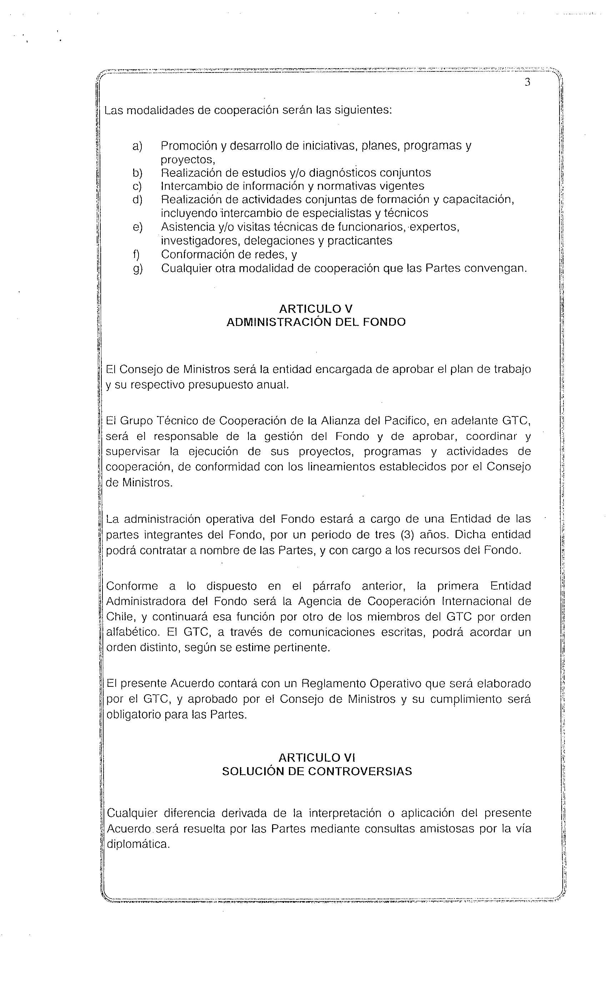 3
Las modalidades de cooperación serán las siguientes:
a) Promoción y desarrollo de iniciativas, planes, programas y
proyectos,
b) Realización de estudios y/o diagnósticos conjuntos
c) Intercambio de información y normativas vigentes
d) Realización de actividades conjuntas de formación y capacitación,
incluyendo intercambio de especialistas y técnicos
e) Asistencia y/o visitas técnicas de funcionarios, expertos,
investigadores, delegaciones y practicantes
f) Conformación de redes, y
g) Cualquier otra modalidad de cooperación que las Partes convengan.
ARTICULO V
ADMINISTRACIÓN DEL FONDO
El Consejo de Ministros será la entidad encargada de aprobar el plan de trabajo
y su respectivo presupuesto anual.
El Grupo Técnico de Cooperación de la Alianza del Pacifico, en adelante GTC,
será el responsable de la gestión del Fondo y de aprobar, coordinar y
supervisar la ejecución de sus proyectos, programas y actividades de
cooperación, de conformidad con los lineamientos establecidos por el Consejo
de Ministros.
La administración operativa del Fondo estará a cargo de una Entidad de las
partes integrantes del Fondo, por un periodo de tres (3) años. Dicha entidad
podrá contratar a nombre de las Partes, y con cargo a los recursos del Fondo.
Conforme a lo dispuesto en el párrafo anterior, la primera Entidad
Administradora del Fondo será la Agencia de Cooperación Internacional de
Chile, y continuará esa función por otro de los miembros del GTC por orden
alfabético. El GTC, a través de comunicaciones escritas, podrá acordar un
orden distinto, según se estime pertinente.
El presente Acuerdo contará con un Reglamento Operativo que será elaborado
por el GTC, y aprobado por el Consejo de Ministros y su cumplimiento será
obligatorio para las Partes.
ARTICULO VI
SOLUCIÓN DE CONTROVERSIAS
Cualquier diferencia derivada de la interpretación o aplicación del presente
Acuerdo será resuelta por las Partes mediante consultas amistosas por la vía
diplomática.